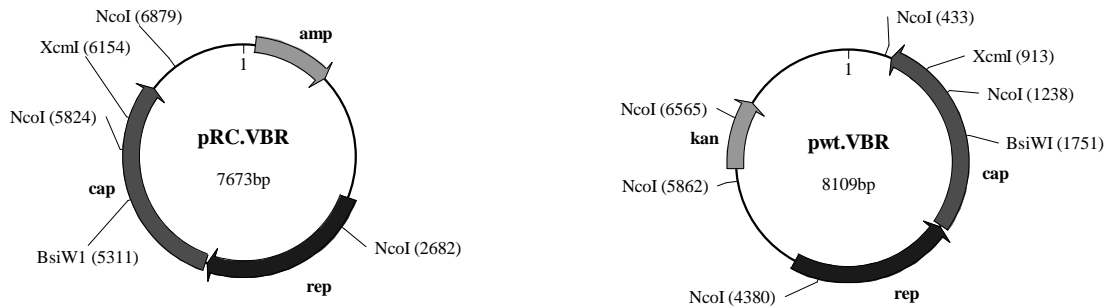 NcoI (6879)
amp
XcmI (6154)
1
NcoI (5824)
pRC.VBR
7673bp
cap
BsiW1 (5311)
NcoI (2682)
rep
NcoI (433)
1
XcmI (913)
NcoI (1238)
NcoI (6565)
kan
pwt.VBR
BsiWI (1751)
8109bp
NcoI (5862)
cap
NcoI (4380)
rep